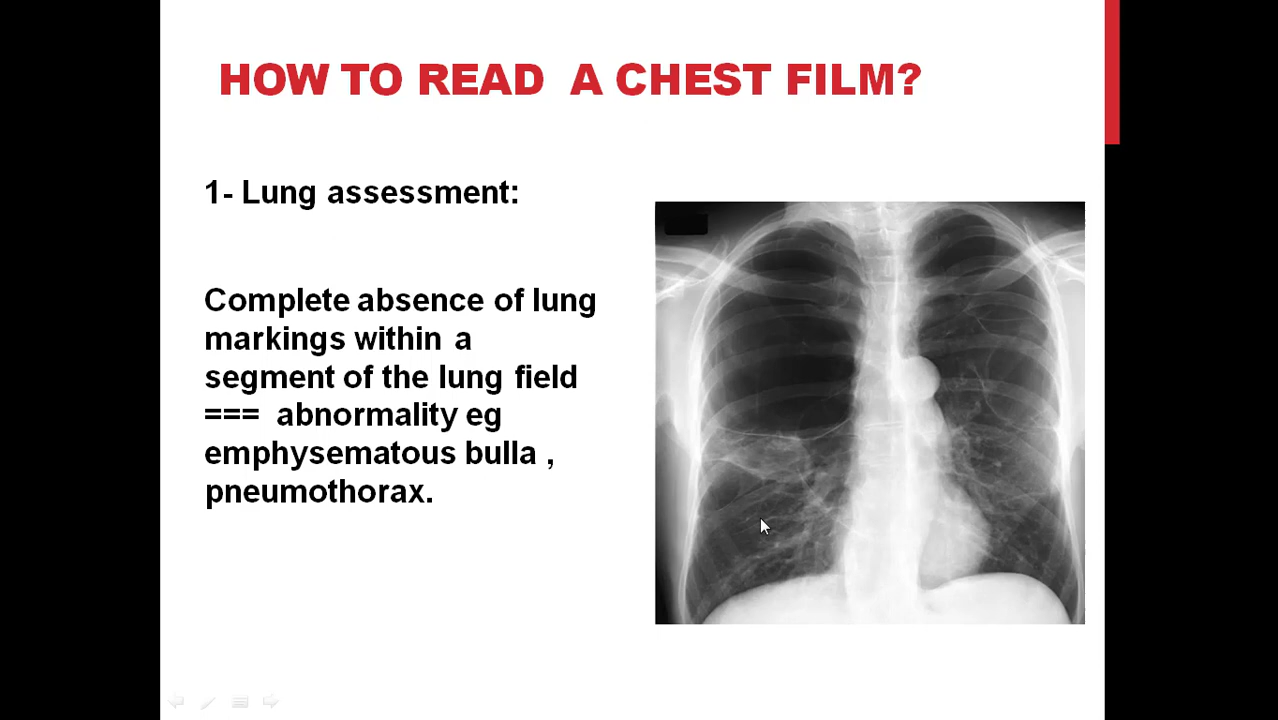 HOW TO READ A CHEST FILM?
1- Lung assessment:
Complete absence of lung
markings within a
segment of the lung field
=== abnormality eg
emphysematous bulla ,
pneumothorax.